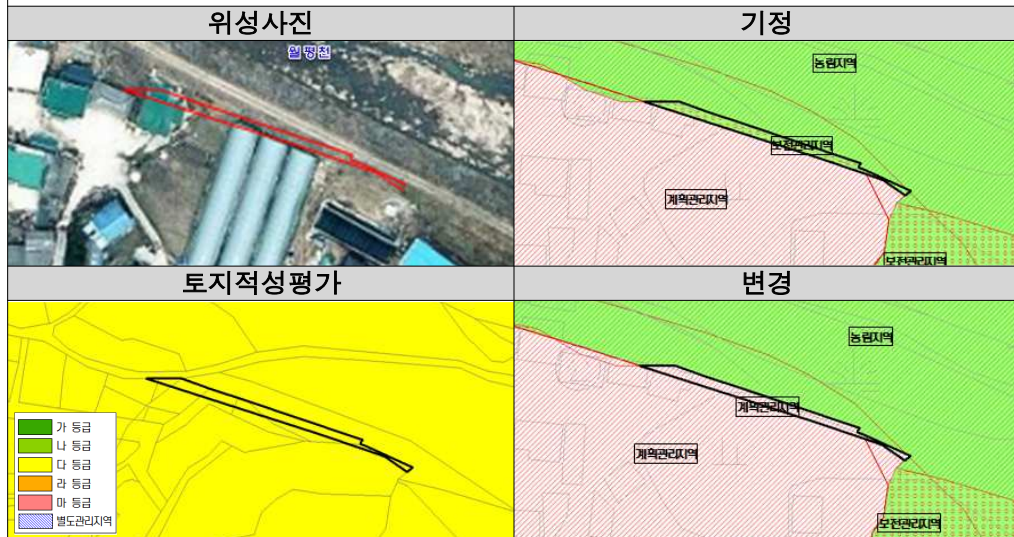 위성사진
기정
월평천
농림지역
보전관리지역
계획관리지역
보전관리지역
토지적성평가
변경
가 등급
나 등급
다 등급
라 등급
마 등급
별도관리지역
농림지역
계획관리지역
계획관리지역
보전관리지역